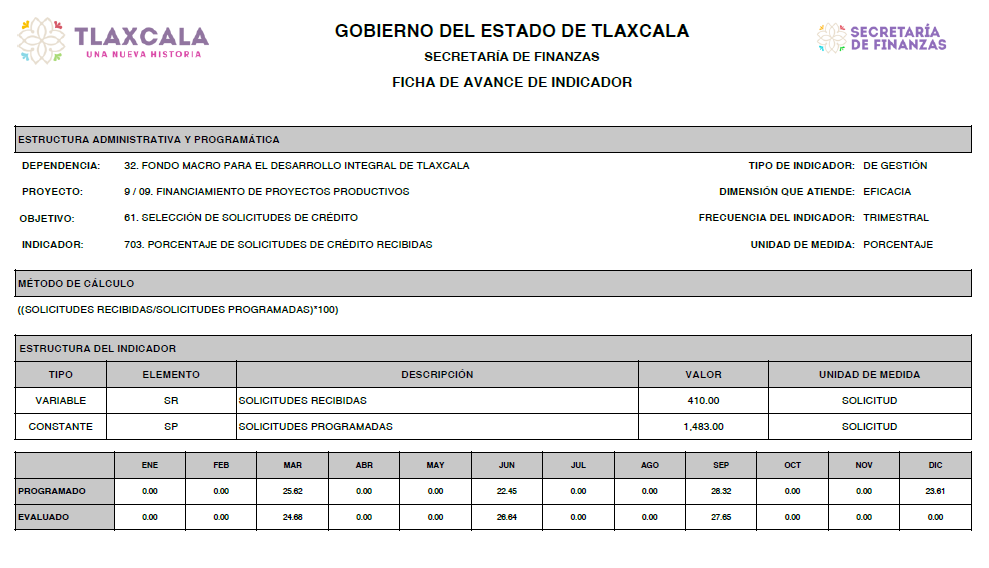 TLAXCALA
UNA NUEVA HISTORIA
GOBIERNO DEL ESTADO DE TLAXCALA
SECRETARÍA DE FINANZAS
FICHA DE AVANCE DE INDICADOR
SECRETARÍA
DE FINANZAS
ESTRUCTURA ADMINISTRATIVA Y PROGRAMÁTICA
DEPENDENCIA: 32. FONDO MACRO PARA EL DESARROLLO INTEGRAL DE TLAXCALA TIPO DE INDICADOR: DE GESTIÓN
PROYECTO: 9 / 09. FINANCIAMIENTO DE PROYECTOS PRODUCTIVOS DIMENSIÓN QUE ATIENDE: EFICACIA
OBJETIVO: 61. SELECCIÓN DE SOLICITUDES DE CRÉDITO FRECUENCIA DEL INDICADOR: TRIMESTRAL
INDICADOR: 703. PORCENTAJE DE SOLICITUDES DE CRÉDITO RECIBIDAS UNIDAD DE MEDIDA: PORCENTAJE
MÉTODO DE CÁLCULO
((SOLICITUDES RECIBIDAS/SOLICITUDES PROGRAMADAS)*100)
ESTRUCTURA DEL INDICADOR
TIPO ELEMENTO DESCRIPCIÓN VALOR UNIDAD DE MEDIDA
VARIABLE SR SOLICITUDES RECIBIDAS 410.00 SOLICITUD
CONSTANTE SP SOLICITUDES PROGRAMADAS 1,483.00 SOLICITUD
ENE FEB MAR ABR MAY JUN JUL AGO SEP OCT NOV DIC
PROGRAMADO 0.00 0.00 25.62 0.00 0.00 22.45 0.00 0.00 28.32 0.00 0.00 23.61
EVALUADO 0.00 0.00 24.68 0.00 0.00 26.64 0.00 0.00 27.65 0.00 0.00 0.00